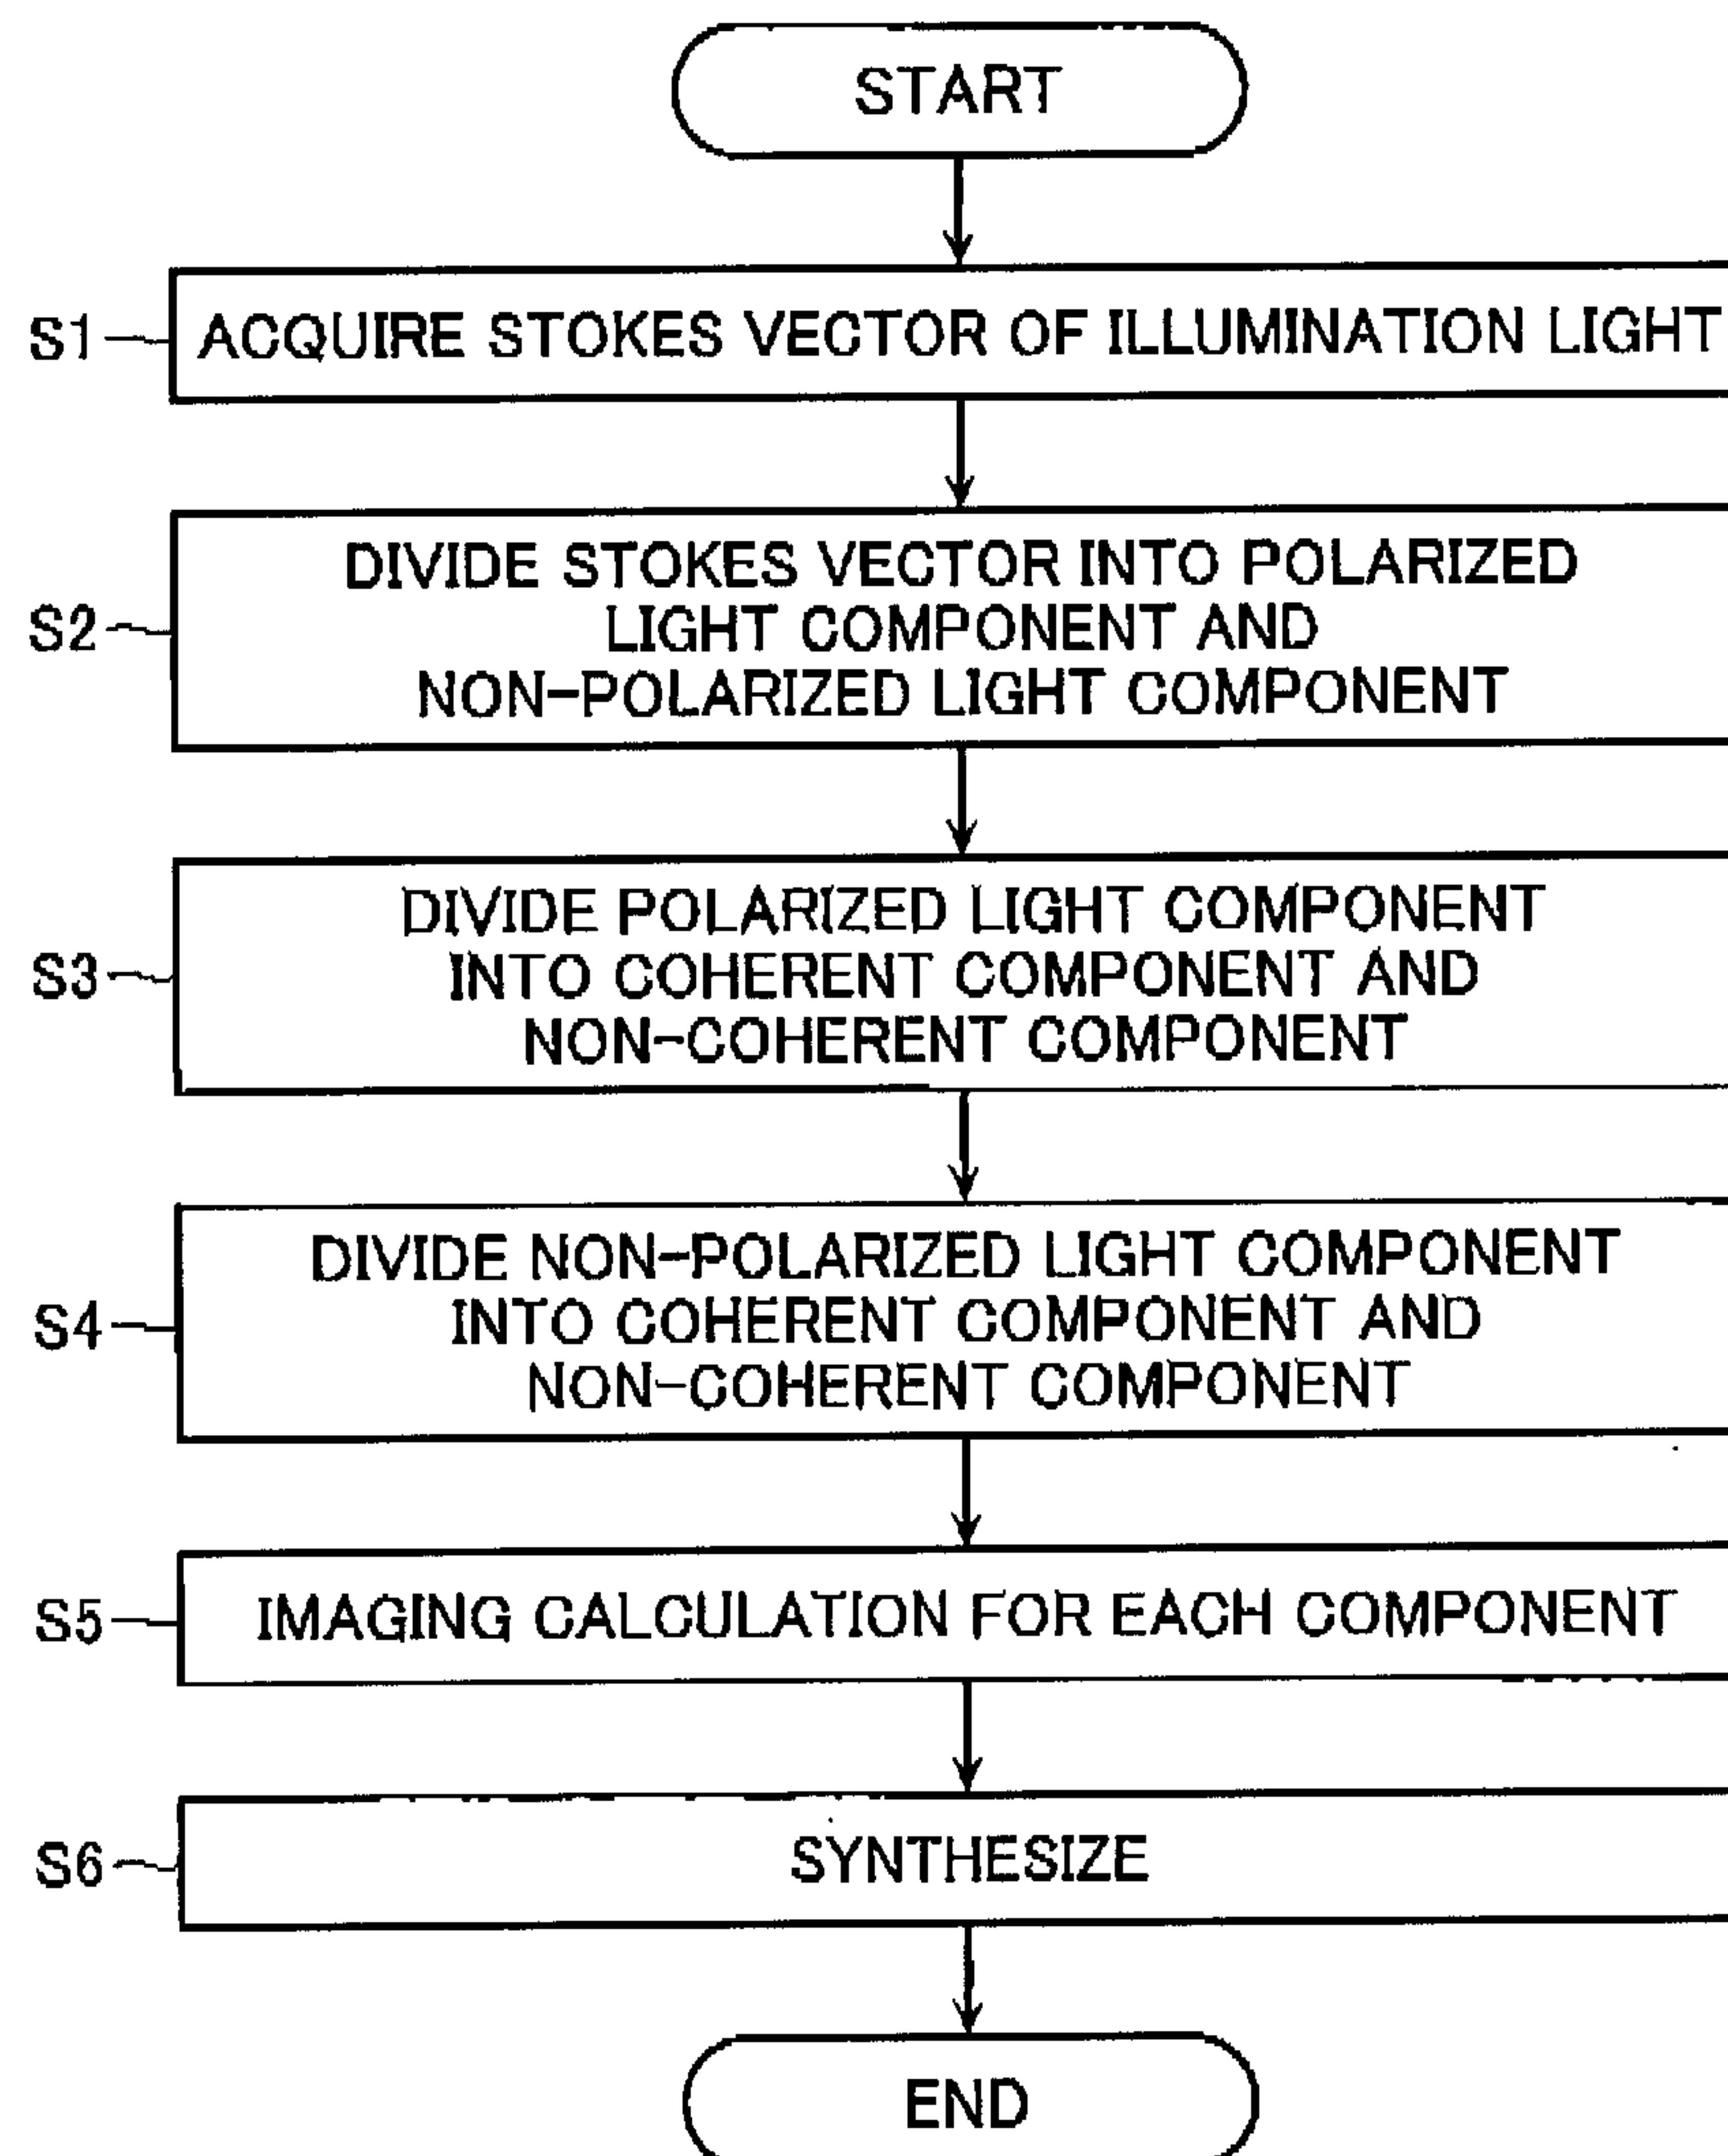 START
S1 ACQUIRE STOKES VECTOR OF ILLUMINATION LIGHT
DIVIDE STOKES VECTOR INTO POLARIZED
S2 LIGHT COMPONENT AND
NON-POLARIZED LIGHT COMPONENT
DIVIDE POLARIZED LIGHT COMPONENT
S3 INTO COHERENT COMPONENT AND
NON-COHERENT COMPONENT
DIVIDE NON-POLARIZED LIGHT COMPONENT
S4 INTO COHERENT COMPONENT AND
NON-COHERENT COMPONENT
S5 IMAGING CALCULATION FOR EACH COMPONENT
S6 SYNTHESIZE
END